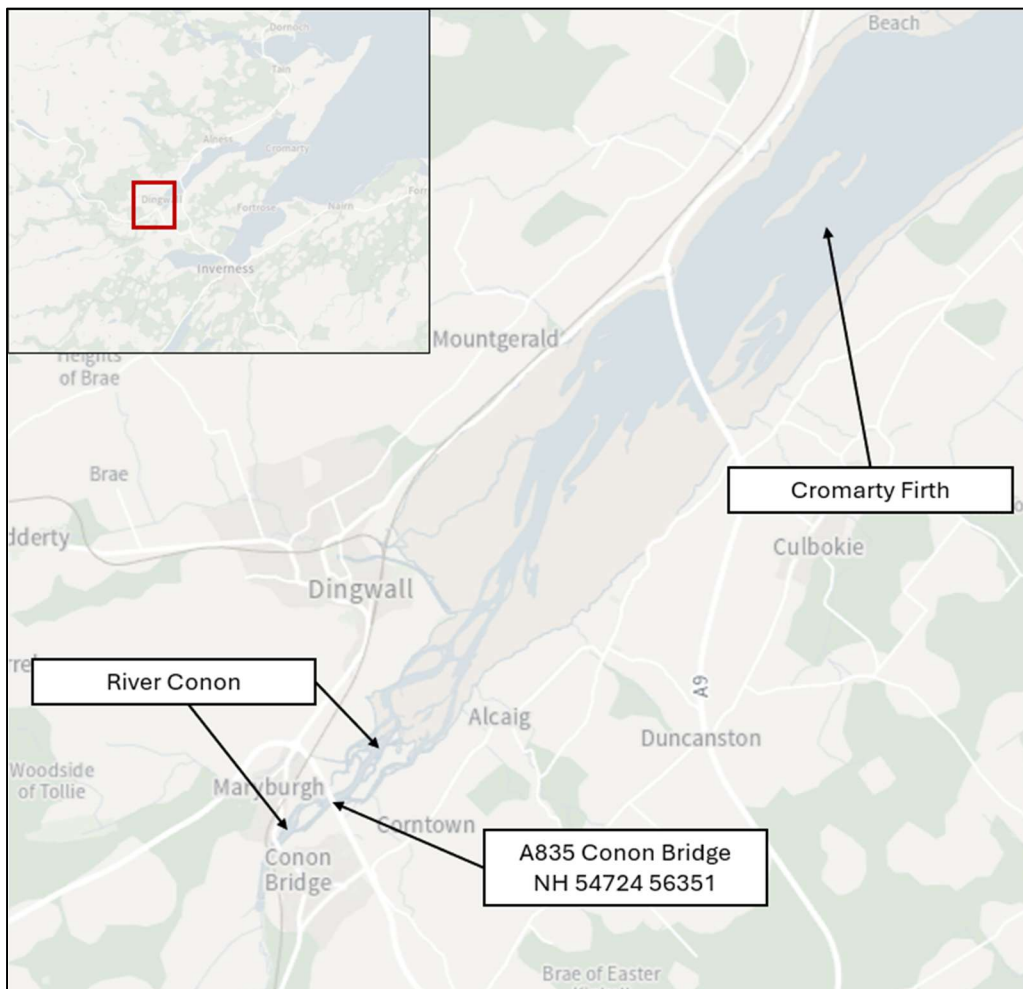 Dornoch
Tain
Alness
Cromarty
Dingwall
Fortrose
Nairn
Inverness
Beach
Mountgerald
Heights
of Brae
Brae
Cromarty Firth
Culbokie
Dingwall
River Conon
A9
Alcaig
Duncanston
Woodside
of Tollie
Maryburgh
Corntown
A835 Conon Bridge
NH 54724 56351
Conon
Bridge
Brae of Easter